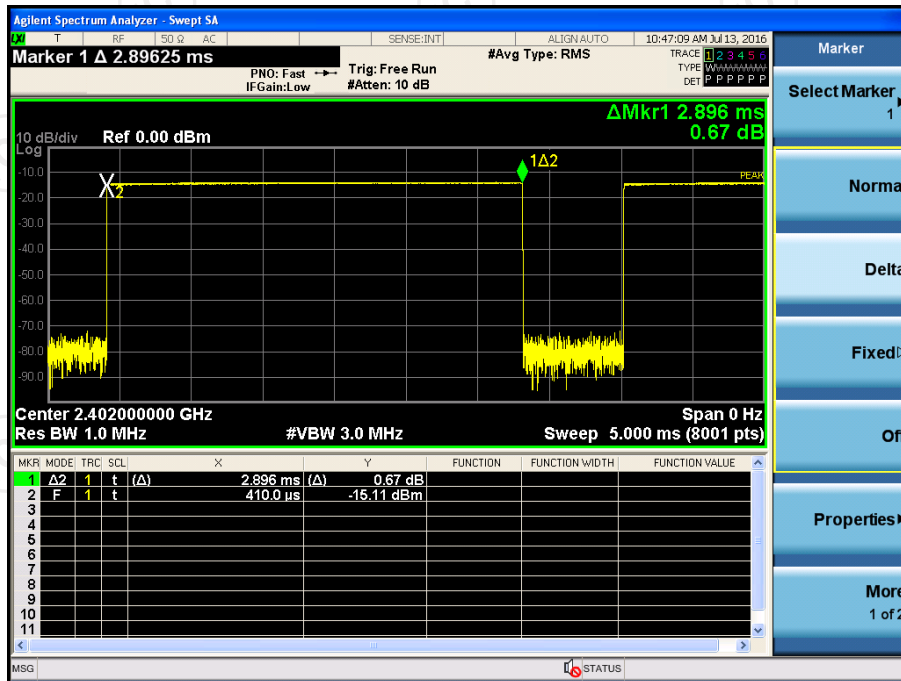 Agilent Spectrum Analyzer - Swept SA
LXI T RF 50 Ω AC SENSE:INT ALIGN AUTO 10:47:09 AM Jul 13, 2016
Marker 1 Δ 2.89625 ms
PNO: Fast
IFGain:Low
Trig: Free Run
#Atten: 10 dB
#Avg Type: RMS
TRACE 1 2 3 4 5 6
TYPE WWWWWW
DET P P P P P P
ΔMkr1 2.896 ms
0.67 dB
10 dB/div Ref 0.00 dBm
Log
1Δ2
PEAK
-10.0
X2
-20.0
-30.0
-40.0
-50.0
-60.0
-70.0
-80.0
-90.0
Center 2.402000000 GHz Span 0 Hz
Res BW 1.0 MHz #VBW 3.0 MHz Sweep 5.000 ms (8001 pts)
MKR MODE TRC SCL X Y FUNCTION FUNCTION WIDTH FUNCTION VALUE
1 Δ2 1 t (Δ) 2.896 ms (Δ) 0.67 dB
2 F 1 t 410.0 µs -15.11 dBm
3
4
5
6
7
8
9
10
11
MSG STATUS
Marker
Select Marker
1
Norma
Delta
Fixed
Of
Properties
More
1 of 2